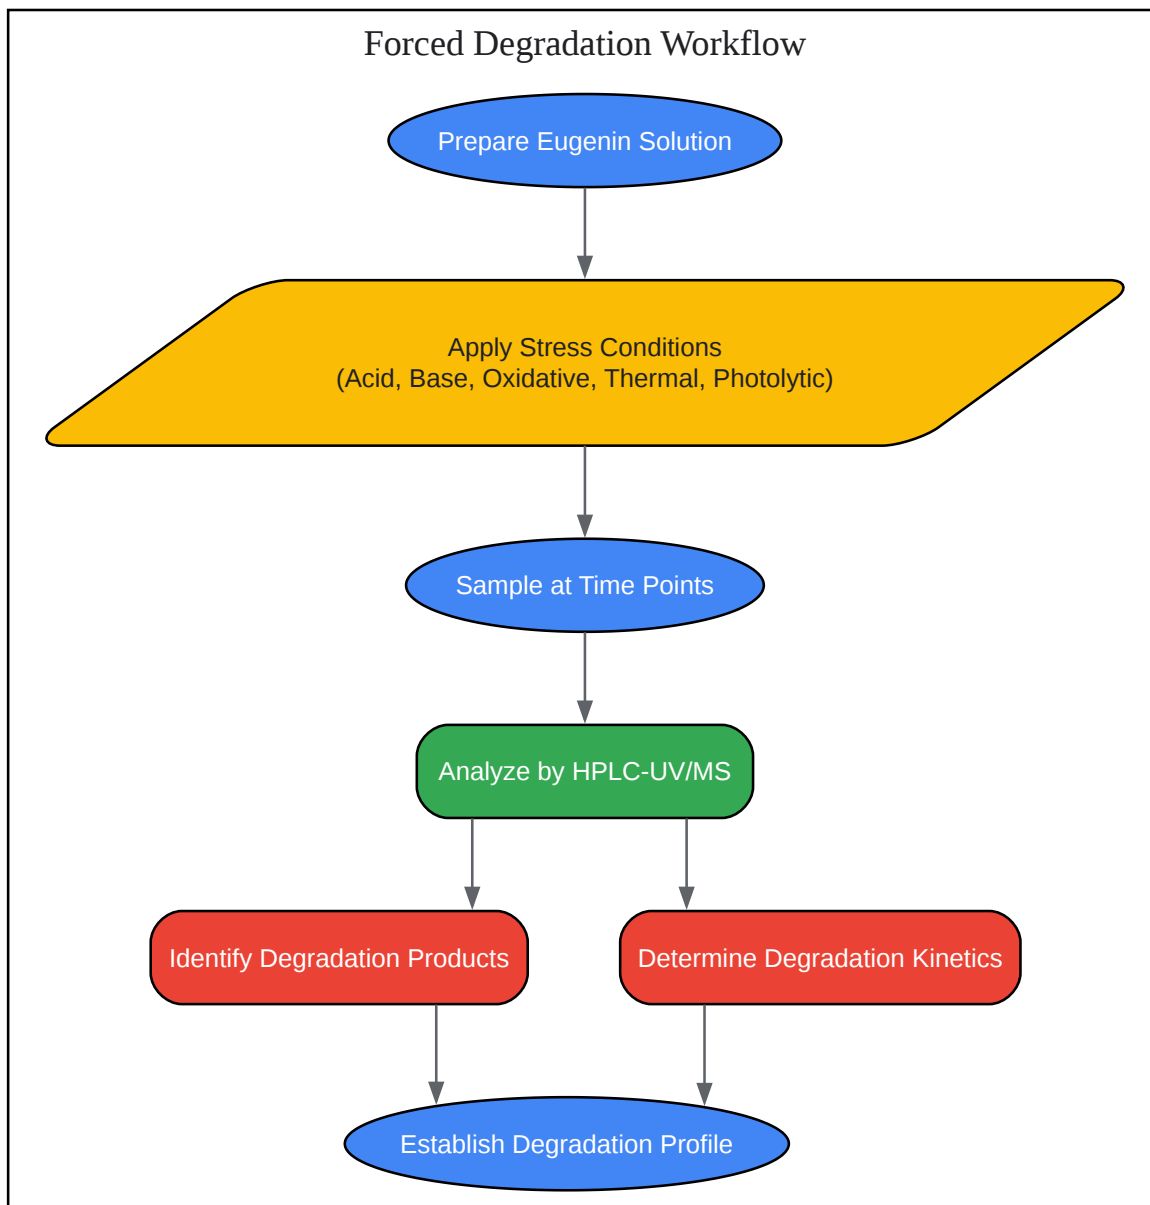 Forced Degradation Workflow
Prepare Eugenin Solution
Apply Stress Conditions
(Acid, Base, Oxidative, Thermal, Photolytic)
Sample at Time Points
Analyze by HPLC-UV/MS
Identify Degradation Products
Determine Degradation Kinetics
Establish Degradation Profile